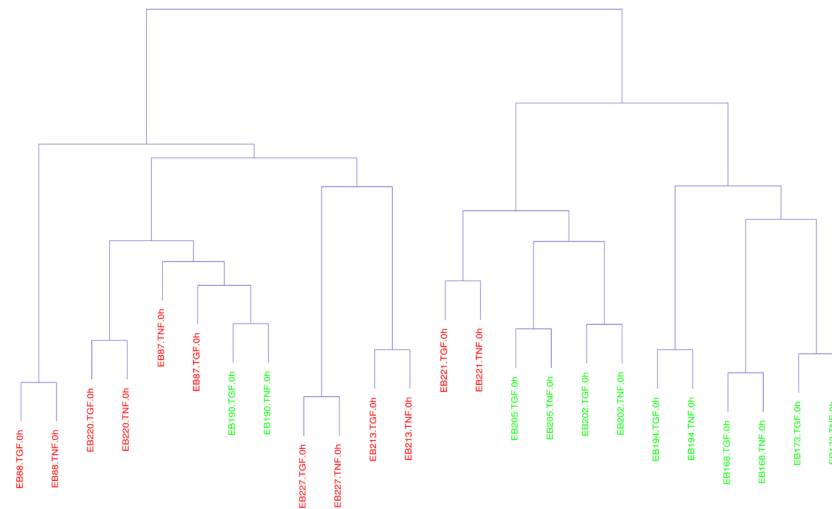 EB88.TGF.0h
EB88.TNF.0h
EB220.TGF.0h
EB220.TNF.0h
EB87.TNF.0h
EB87.TGF.0h
EB190.TGF.0h
EB190.TNF.0h
EB227.TGF.0h
EB227.TNF.0h
EB213.TGF.0h
EB213.TNF.0h
EB221.TGF.0h
EB221.TNF.0h
EB205.TGF.0h
EB205.TNF.0h
EB202.TGF.0h
EB202.TNF.0h
EB194.TGF.0h
EB194.TNF.0h
EB168.TGF.0h
EB168.TNF.0h
EB173.TGF.0h